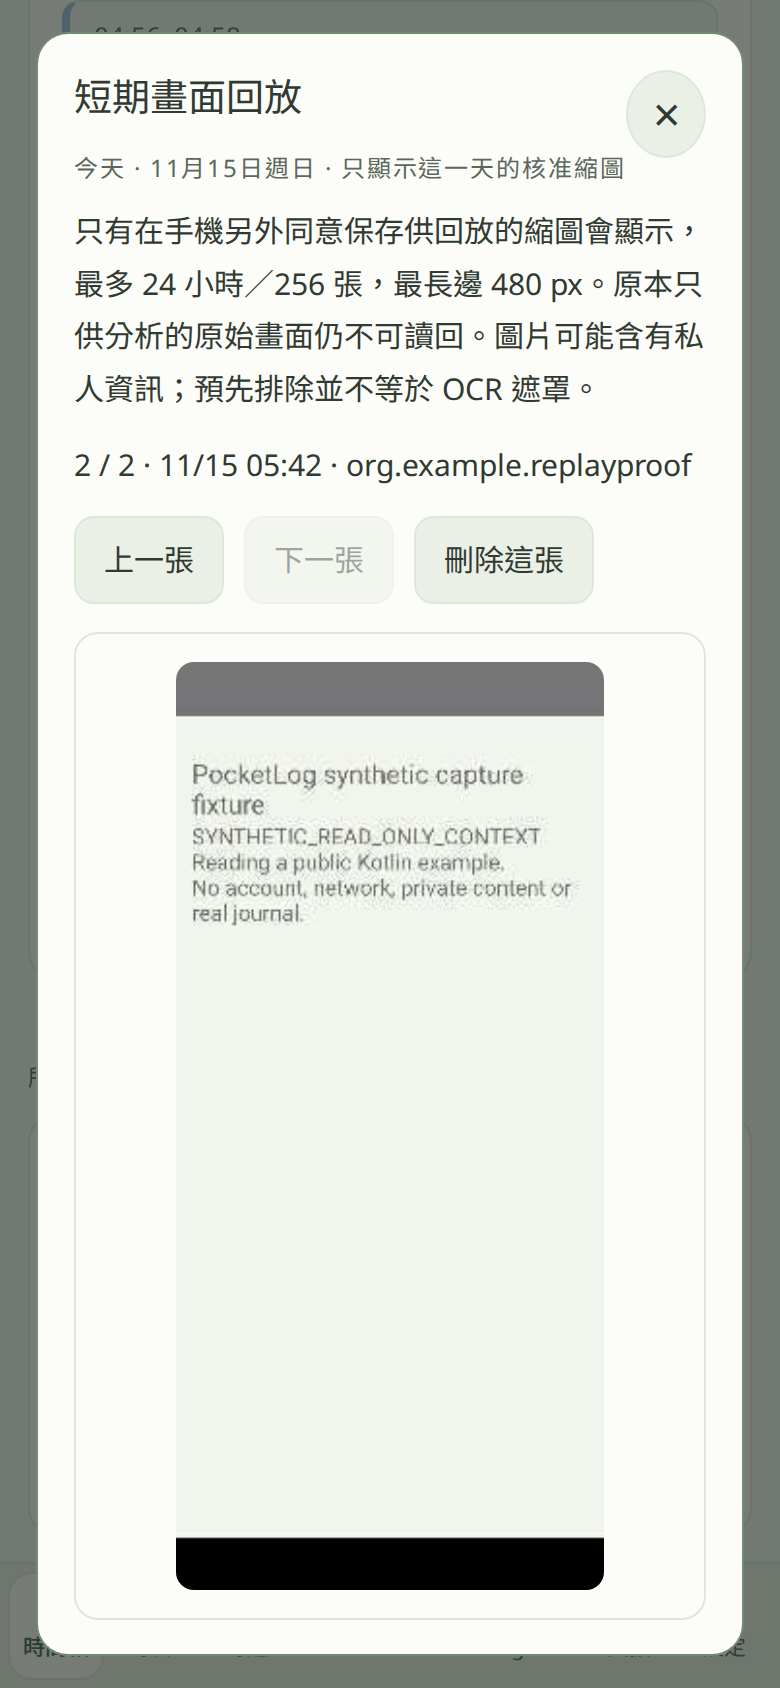 04:56–04:58
短期畫面回放
✕
今天 · 11月15日週日 · 只顯示這一天的核准縮圖
只有在手機另外同意保存供回放的縮圖會顯示，
最多 24 小時／256 張，最長邊 480 px。原本只
供分析的原始畫面仍不可讀回。圖片可能含有私
人資訊；預先排除並不等於 OCR 遮罩。
2 / 2 · 11/15 05:42 · org.example.replayproof
上一張 下一張 刪除這張
PocketLog synthetic capture
fixture
SYNTHETIC_READ_ONLY_CONTEXT
Reading a public Kotlin example.
No account, network, private content or
real journal.